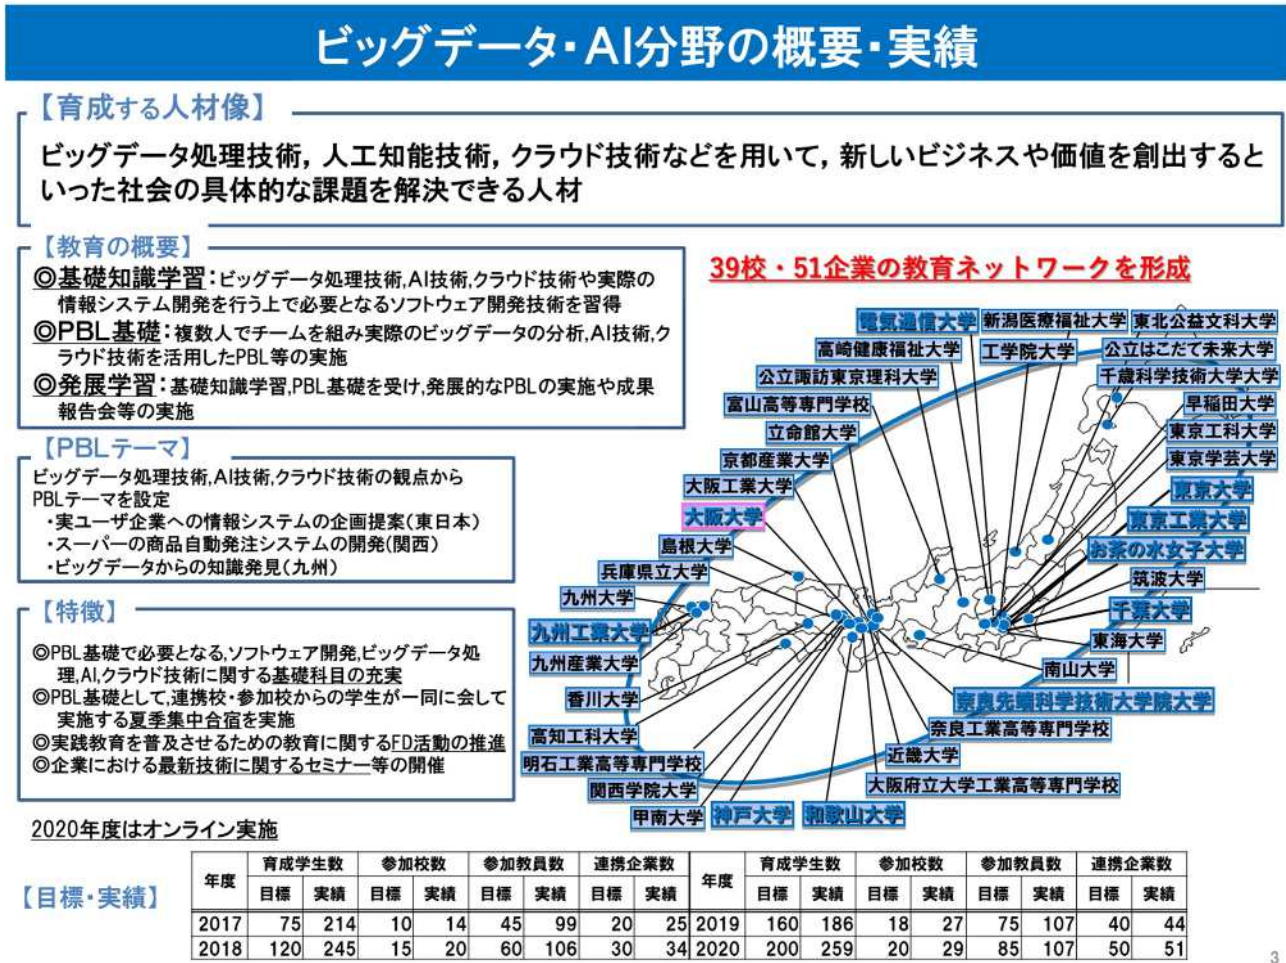 ビッグデータ・AI分野の概要・実績
【育成する人材像】
ビッグデータ処理技術，人工知能技術，クラウド技術などを用いて，新しいビジネスや価値を創出すると
いった社会の具体的な課題を解決できる人材
【教育の概要】
◎基礎知識学習：ビッグデータ処理技術,AI技術,クラウド技術や実際の
情報システム開発を行う上で必要となるソフトウェア開発技術を習得
◎PBL基礎：複数人でチームを組み実際のビッグデータの分析,AI技術,ク
ラウド技術を活用したPBL等の実施
◎発展学習：基礎知識学習,PBL基礎を受け,発展的なPBLの実施や成果
報告会等の実施
【PBLテーマ】
ビッグデータ処理技術,AI技術,クラウド技術の観点から
PBLテーマを設定
・実ユーザ企業への情報システムの企画提案（東日本）
・スーパーの商品自動発注システムの開発(関西)
・ビッグデータからの知識発見（九州）
【特徴】
◎PBL基礎で必要となる,ソフトウェア開発,ビッグデータ処
理,AI,クラウド技術に関する基礎科目の充実
◎PBL基礎として,連携校・参加校からの学生が一同に会して
実施する夏季集中合宿を実施
◎実践教育を普及させるための教育に関するFD活動の推進
◎企業における最新技術に関するセミナー等の開催
39校・51企業の教育ネットワークを形成
電気通信大学 新潟医療福祉大学 東北公益文科大学
高崎健康福祉大学 工学院大学 公立はこだて未来大学
公立諏訪東京理科大学 千歳科学技術大学大学
富山高等専門学校 早稲田大学
立命館大学 東京工科大学
京都産業大学 東京学芸大学
大阪工業大学 東京大学
大阪大学 東京工業大学
島根大学 お茶の水女子大学
兵庫県立大学 筑波大学
九州大学 千葉大学
九州工業大学 東海大学
九州産業大学 南山大学
香川大学 奈良先端科学技術大学院大学
高知工科大学 奈良工業高等専門学校
明石工業高等専門学校 近畿大学
関西学院大学 大阪府立大学工業高等専門学校
甲南大学 神戸大学 和歌山大学
2020年度はオンライン実施
【目標・実績】
年度 育成学生数 参加校数 参加教員数 連携企業数 年度 育成学生数 参加校数 参加教員数 連携企業数
目標 実績 目標 実績 目標 実績 目標 実績 目標 実績 目標 実績 目標 実績 目標 実績
2017 75 214 10 14 45 99 20 25 2019 160 186 18 27 75 107 40 44
2018 120 245 15 20 60 106 30 34 2020 200 259 20 29 85 107 50 51
3